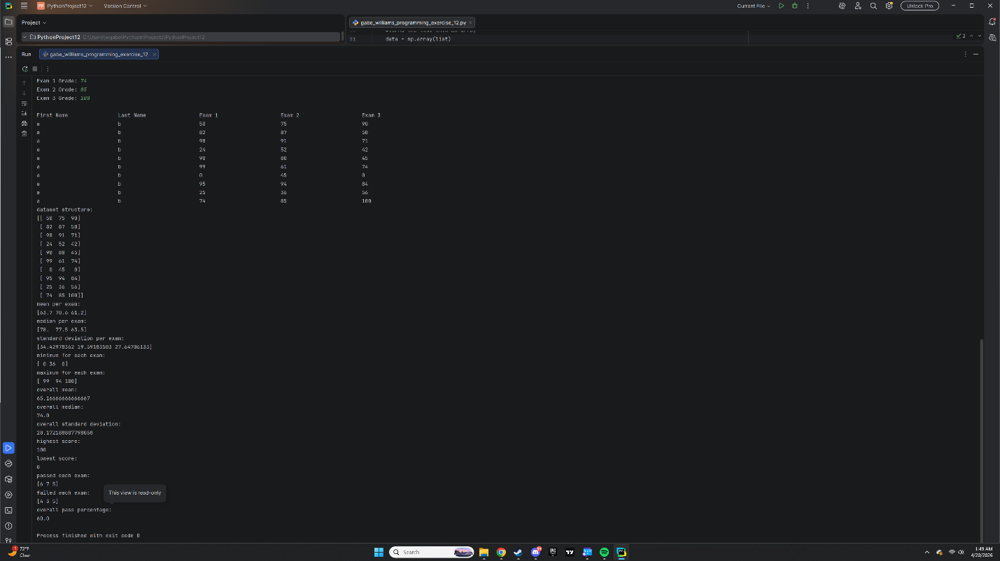 PP PythonProject12 Version Control Current File Unlock Pro
Project
gabe_williams_programming_exercise_12.py
PythonProject12 C:\Users\wgabe\PycharmProjects\PythonProject12
51 data = np.array(list)
2
Run gabe_williams_programming_exercise_12
Exam 1 Grade: 74
Exam 2 Grade: 85
Exam 3 Grade: 100
First Name Last Name Exam 1 Exam 2 Exam 3
a b 50 75 90
a b 82 87 50
a b 98 91 71
a b 24 52 42
a b 90 80 45
a b 99 61 74
a b 0 45 0
a b 95 94 84
a b 25 36 56
a b 74 85 100
dataset structure:
[[ 50  75  90]
 [ 82  87  50]
 [ 98  91  71]
 [ 24  52  42]
 [ 90  80  45]
 [ 99  61  74]
 [  0  45   0]
 [ 95  94  84]
 [ 25  36  56]
 [ 74  85 100]]
mean per exam:
[63.7 70.6 61.2]
median per exam:
[78.  77.5 63.5]
standard deviation per exam:
[34.42978362 19.59183503 27.64706133]
minimum for each exam:
[ 0 36  0]
maximum for each exam:
[ 99  94 100]
overall mean:
65.16666666666667
overall median:
74.0
overall standard deviation:
28.172188807798058
highest score:
100
lowest score:
0
passed each exam:
[6 7 5]
failed each exam:
This view is read-only
[4 3 5]
overall pass percentage:
60.0
Process finished with exit code 0
72°F
Clear
Search
1:49 AM
4/20/2026